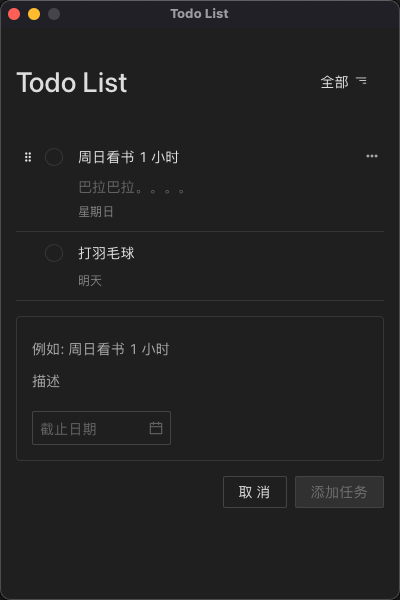 Todo List
Todo List
全部
周日看书 1 小时
巴拉巴拉。。。。
星期日
打羽毛球
明天
例如: 周日看书 1 小时
描述
截止日期
取 消
添加任务